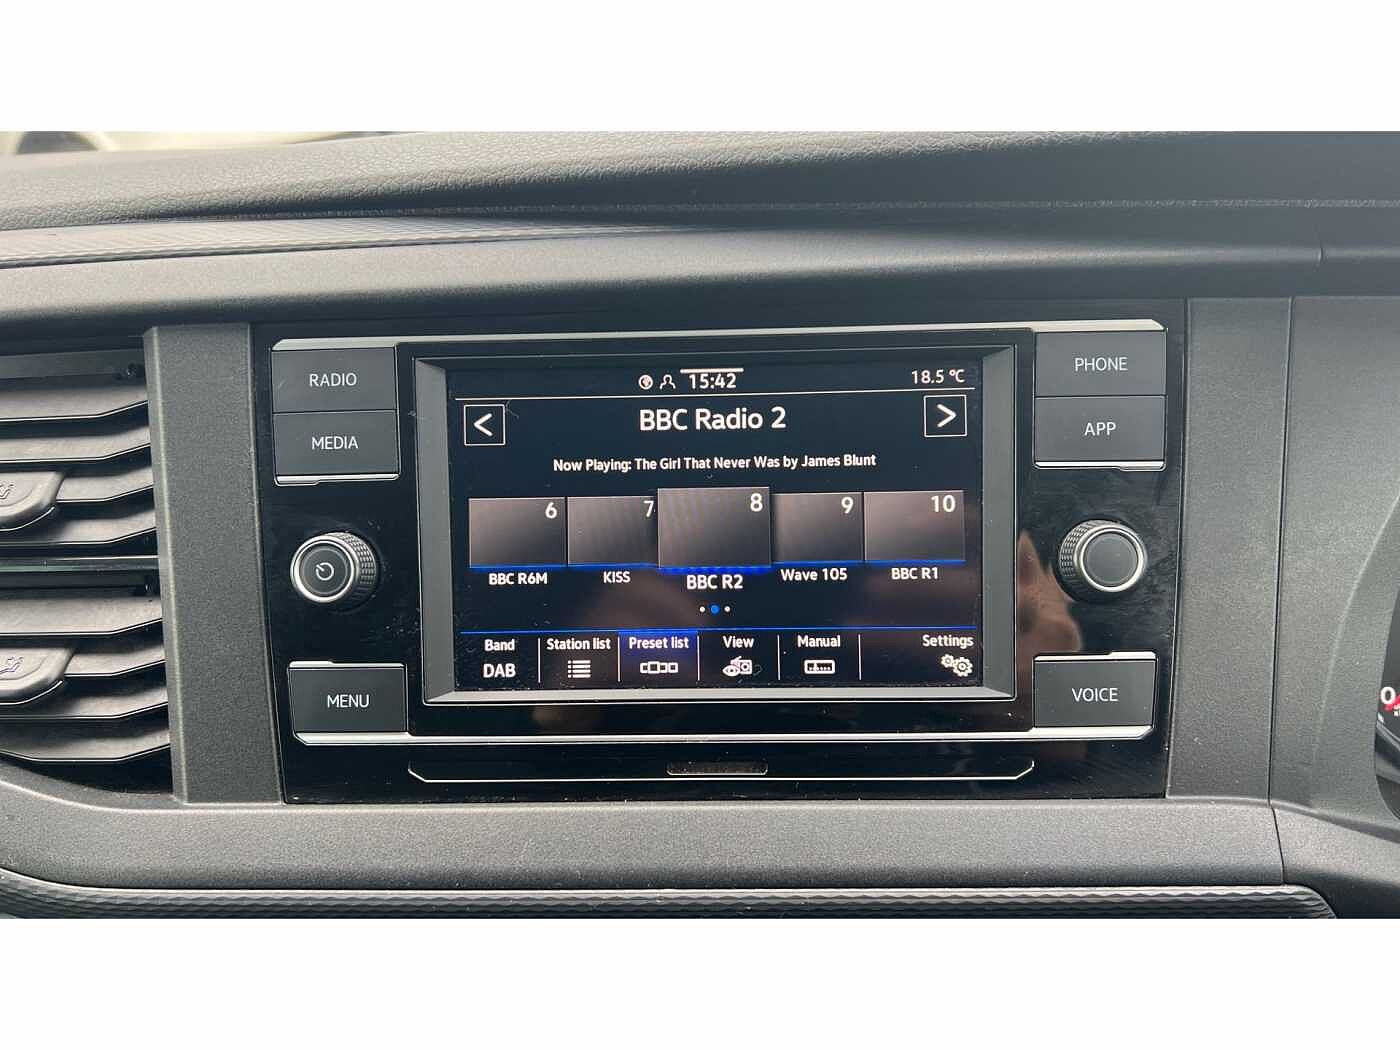 RADIO
MEDIA
MENU
15:42
18.5 °C
<
BBC Radio 2
>
Now Playing: The Girl That Never Was by James Blunt
6
7
8
9
10
BBC R6M
KISS
BBC R2
Wave 105
BBC R1
Band
DAB
Station list
Preset list
View
Manual
Settings
PHONE
APP
VOICE
0